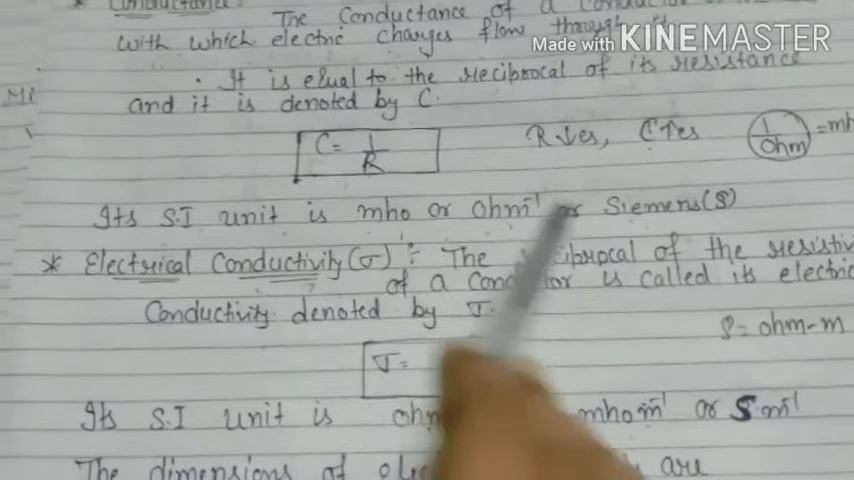 The Conductance of a
with which electric charges flow through
Made with KINEMASTER
. It is equal to the reciprocal of its resistance
and it is denoted by C.
C = 1/R
R↓es, C↑es
1/ohm = mh
Its S.I unit is mho or Ohm⁻¹ or Siemens(S)
* Electrical Conductivity (σ) : The of the resistiv
of a is called its electric
Conductivity denoted by σ.
ρ = ohm-m
σ =
Its S.I unit is mho m⁻¹ or S m⁻¹
The dimensions of are